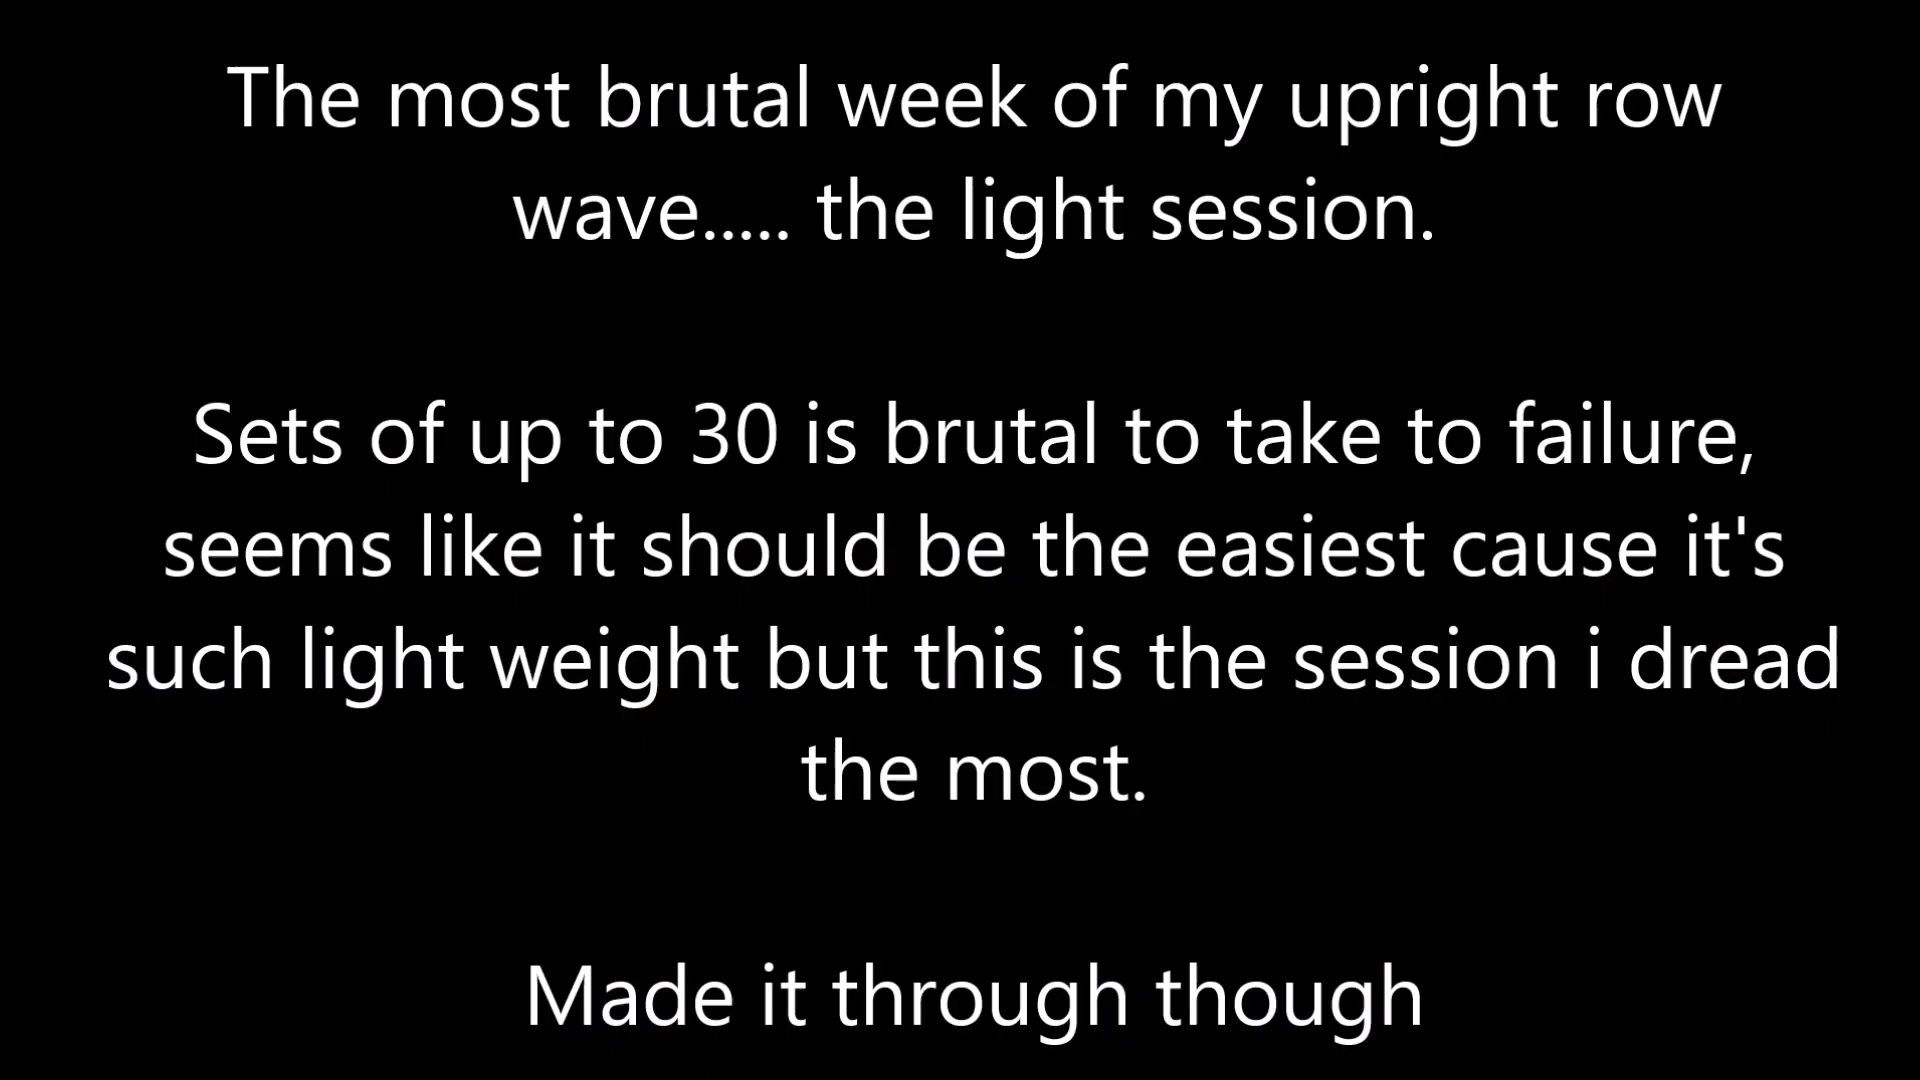 The most brutal week of my upright row
wave..... the light session.
Sets of up to 30 is brutal to take to failure,
seems like it should be the easiest cause it's
such light weight but this is the session i dread
the most.
Made it through though